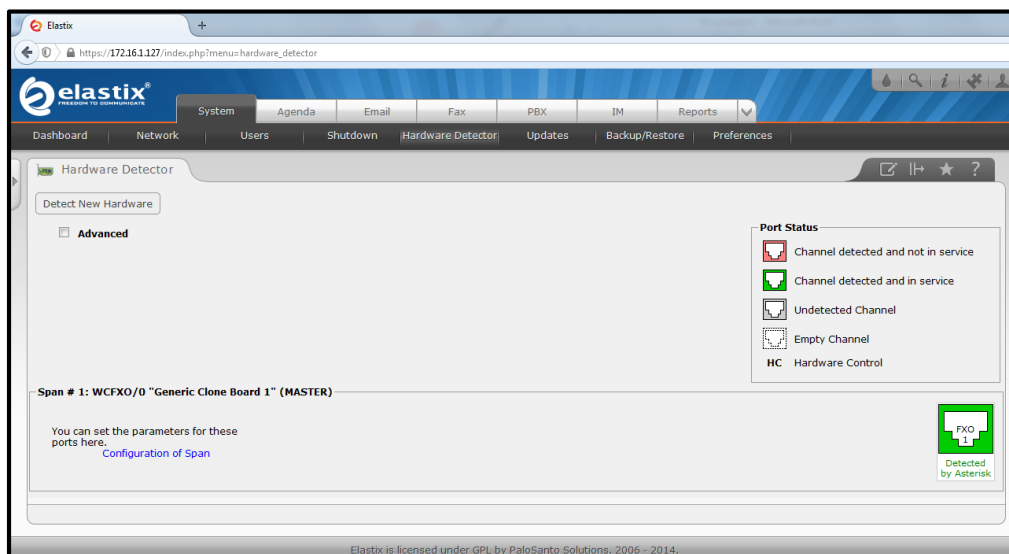 Elastix
+
https://172.16.1.127/index.php?menu=hardware_detector
elastix®
FREEDOM TO COMMUNICATE
System Agenda Email Fax PBX IM Reports
Dashboard Network Users Shutdown Hardware Detector Updates Backup/Restore Preferences
Hardware Detector
?
Detect New Hardware
Advanced
Port Status
Channel detected and not in service
Channel detected and in service
Undetected Channel
Empty Channel
HC Hardware Control
Span # 1: WCFXO/0 "Generic Clone Board 1" (MASTER)
You can set the parameters for these
ports here.
Configuration of Span
FXO
1
Detected
by Asterisk
Elastix is licensed under GPL by PaloSanto Solutions. 2006 - 2014.